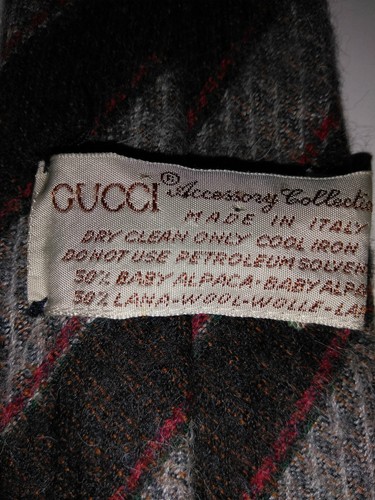 GUCCI ® Accessory Collectio
MADE IN ITALY
DRY CLEAN ONLY COOL IRON
DO NOT USE PETROLEUM SOLVEN
50% BABY ALPACA-BABY ALPA
50% LANA-WOOL-WOLLE-LA